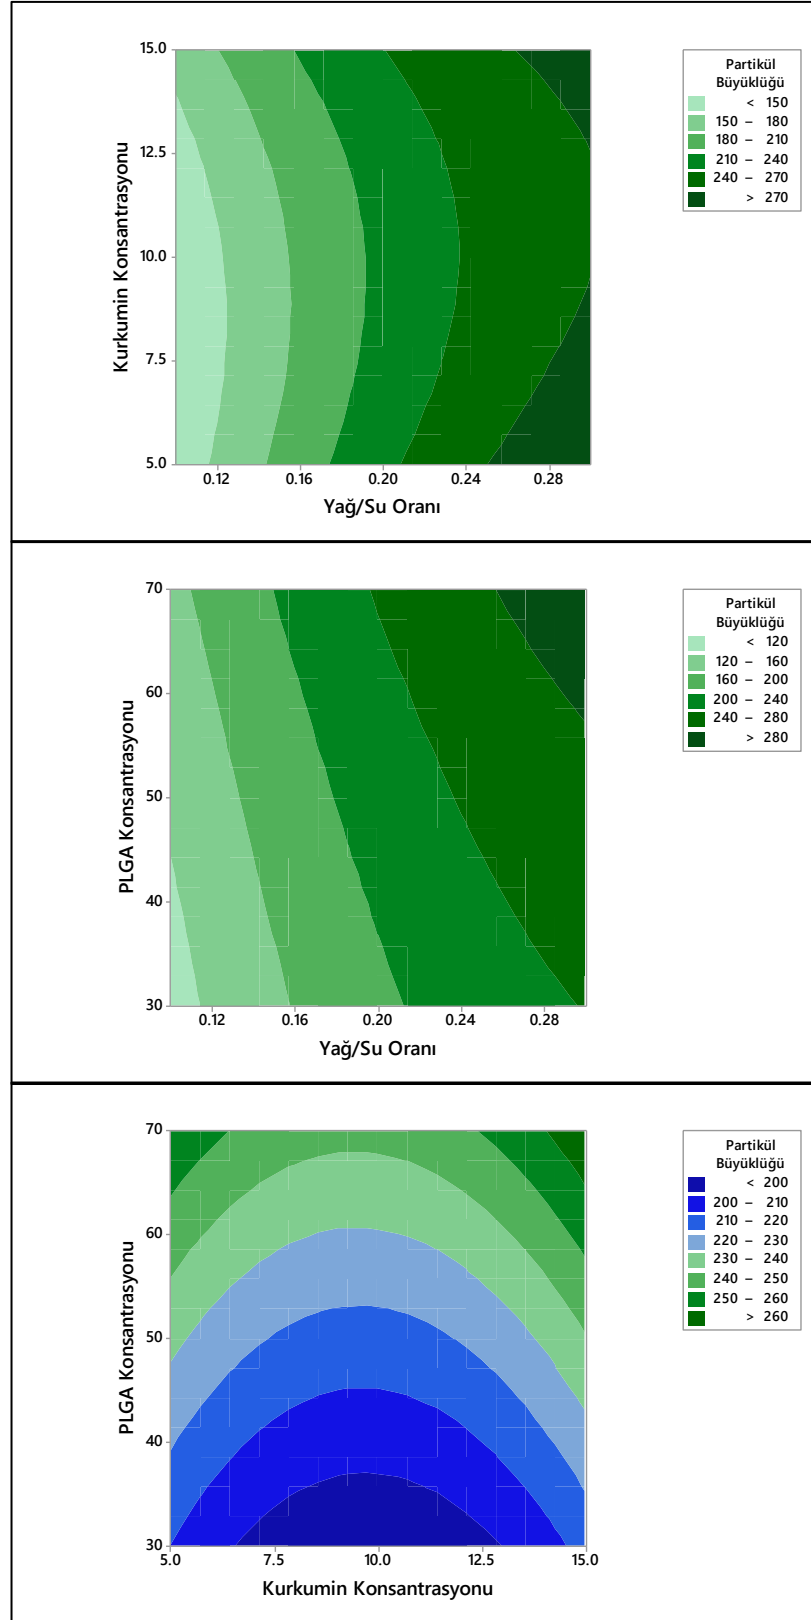 Kurkumin Konsantrasyonu
15.0
12.5
10.0
7.5
5.0
0.12 0.16 0.20 0.24 0.28
Yağ/Su Oranı
Partikül
Büyüklüğü
< 150
150 – 180
180 – 210
210 – 240
240 – 270
> 270
PLGA Konsantrasyonu
70
60
50
40
30
0.12 0.16 0.20 0.24 0.28
Yağ/Su Oranı
Partikül
Büyüklüğü
< 120
120 – 160
160 – 200
200 – 240
240 – 280
> 280
PLGA Konsantrasyonu
70
60
50
40
30
5.0 7.5 10.0 12.5 15.0
Kurkumin Konsantrasyonu
Partikül
Büyüklüğü
< 200
200 – 210
210 – 220
220 – 230
230 – 240
240 – 250
250 – 260
> 260